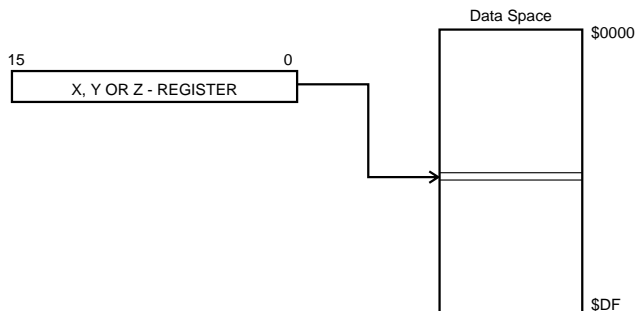 Data Space
$0000
15 0
X, Y OR Z - REGISTER
$DF